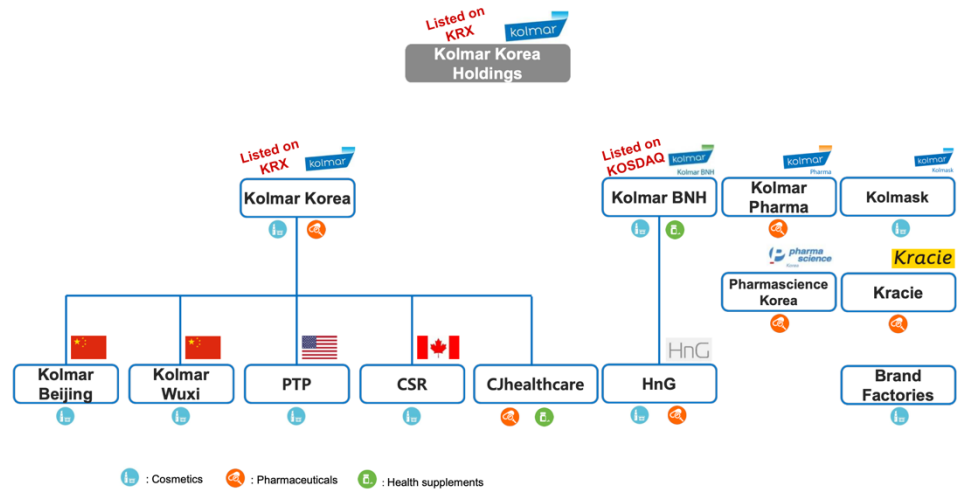 Listed on
KRX
kolmar
Kolmar Korea
Holdings
Listed on
KRX
kolmar
Kolmar Korea
Listed on
KOSDAQ
kolmar
Kolmar BNH
Kolmar BNH
kolmar
Pharma
Kolmar
Pharma
kolmar
Kolmask
Kolmask
pharma
science
Korea
Pharmascience
Korea
Kracie
Kracie
Kolmar
Beijing
Kolmar
Wuxi
PTP
CSR
CJhealthcare
HnG
HnG
Brand
Factories
: Cosmetics
: Pharmaceuticals
: Health supplements